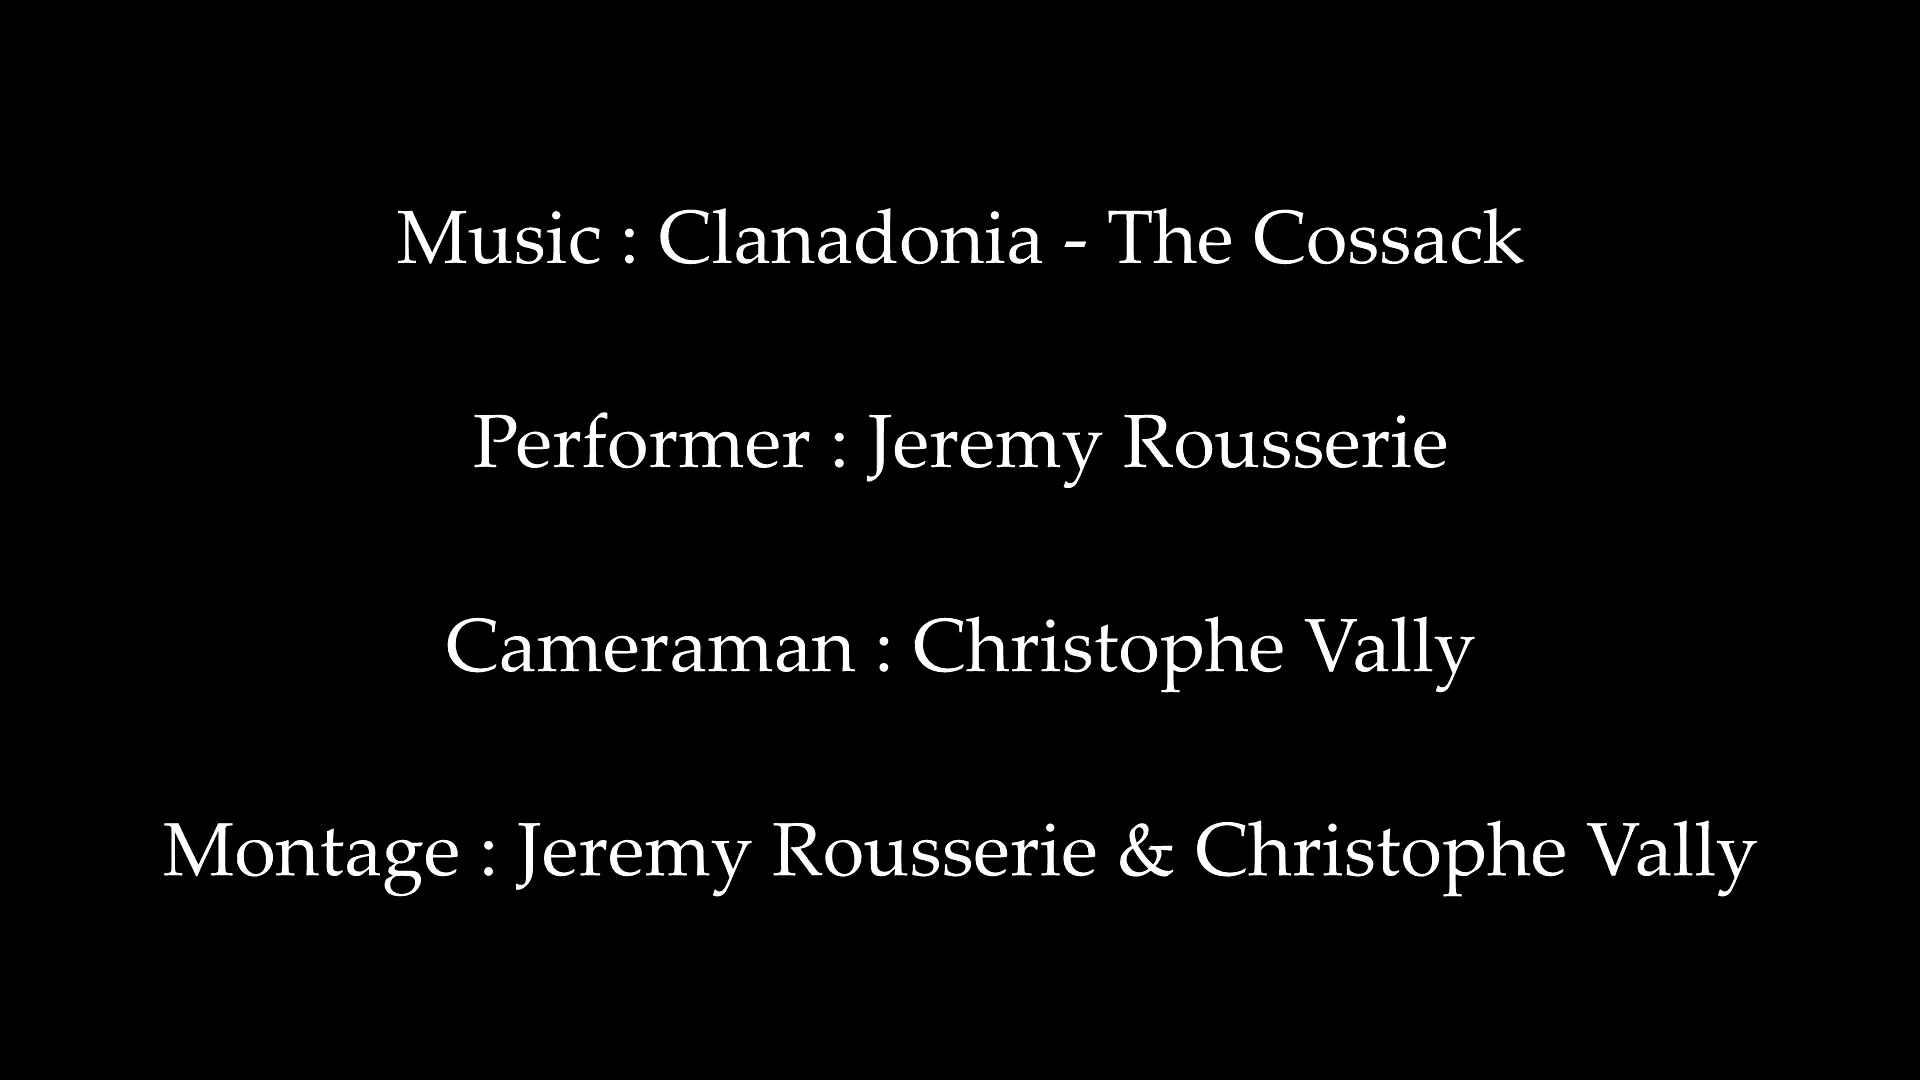 Music : Clanadonia - The Cossack
Performer : Jeremy Rousserie
Cameraman : Christophe Vally
Montage : Jeremy Rousserie & Christophe Vally